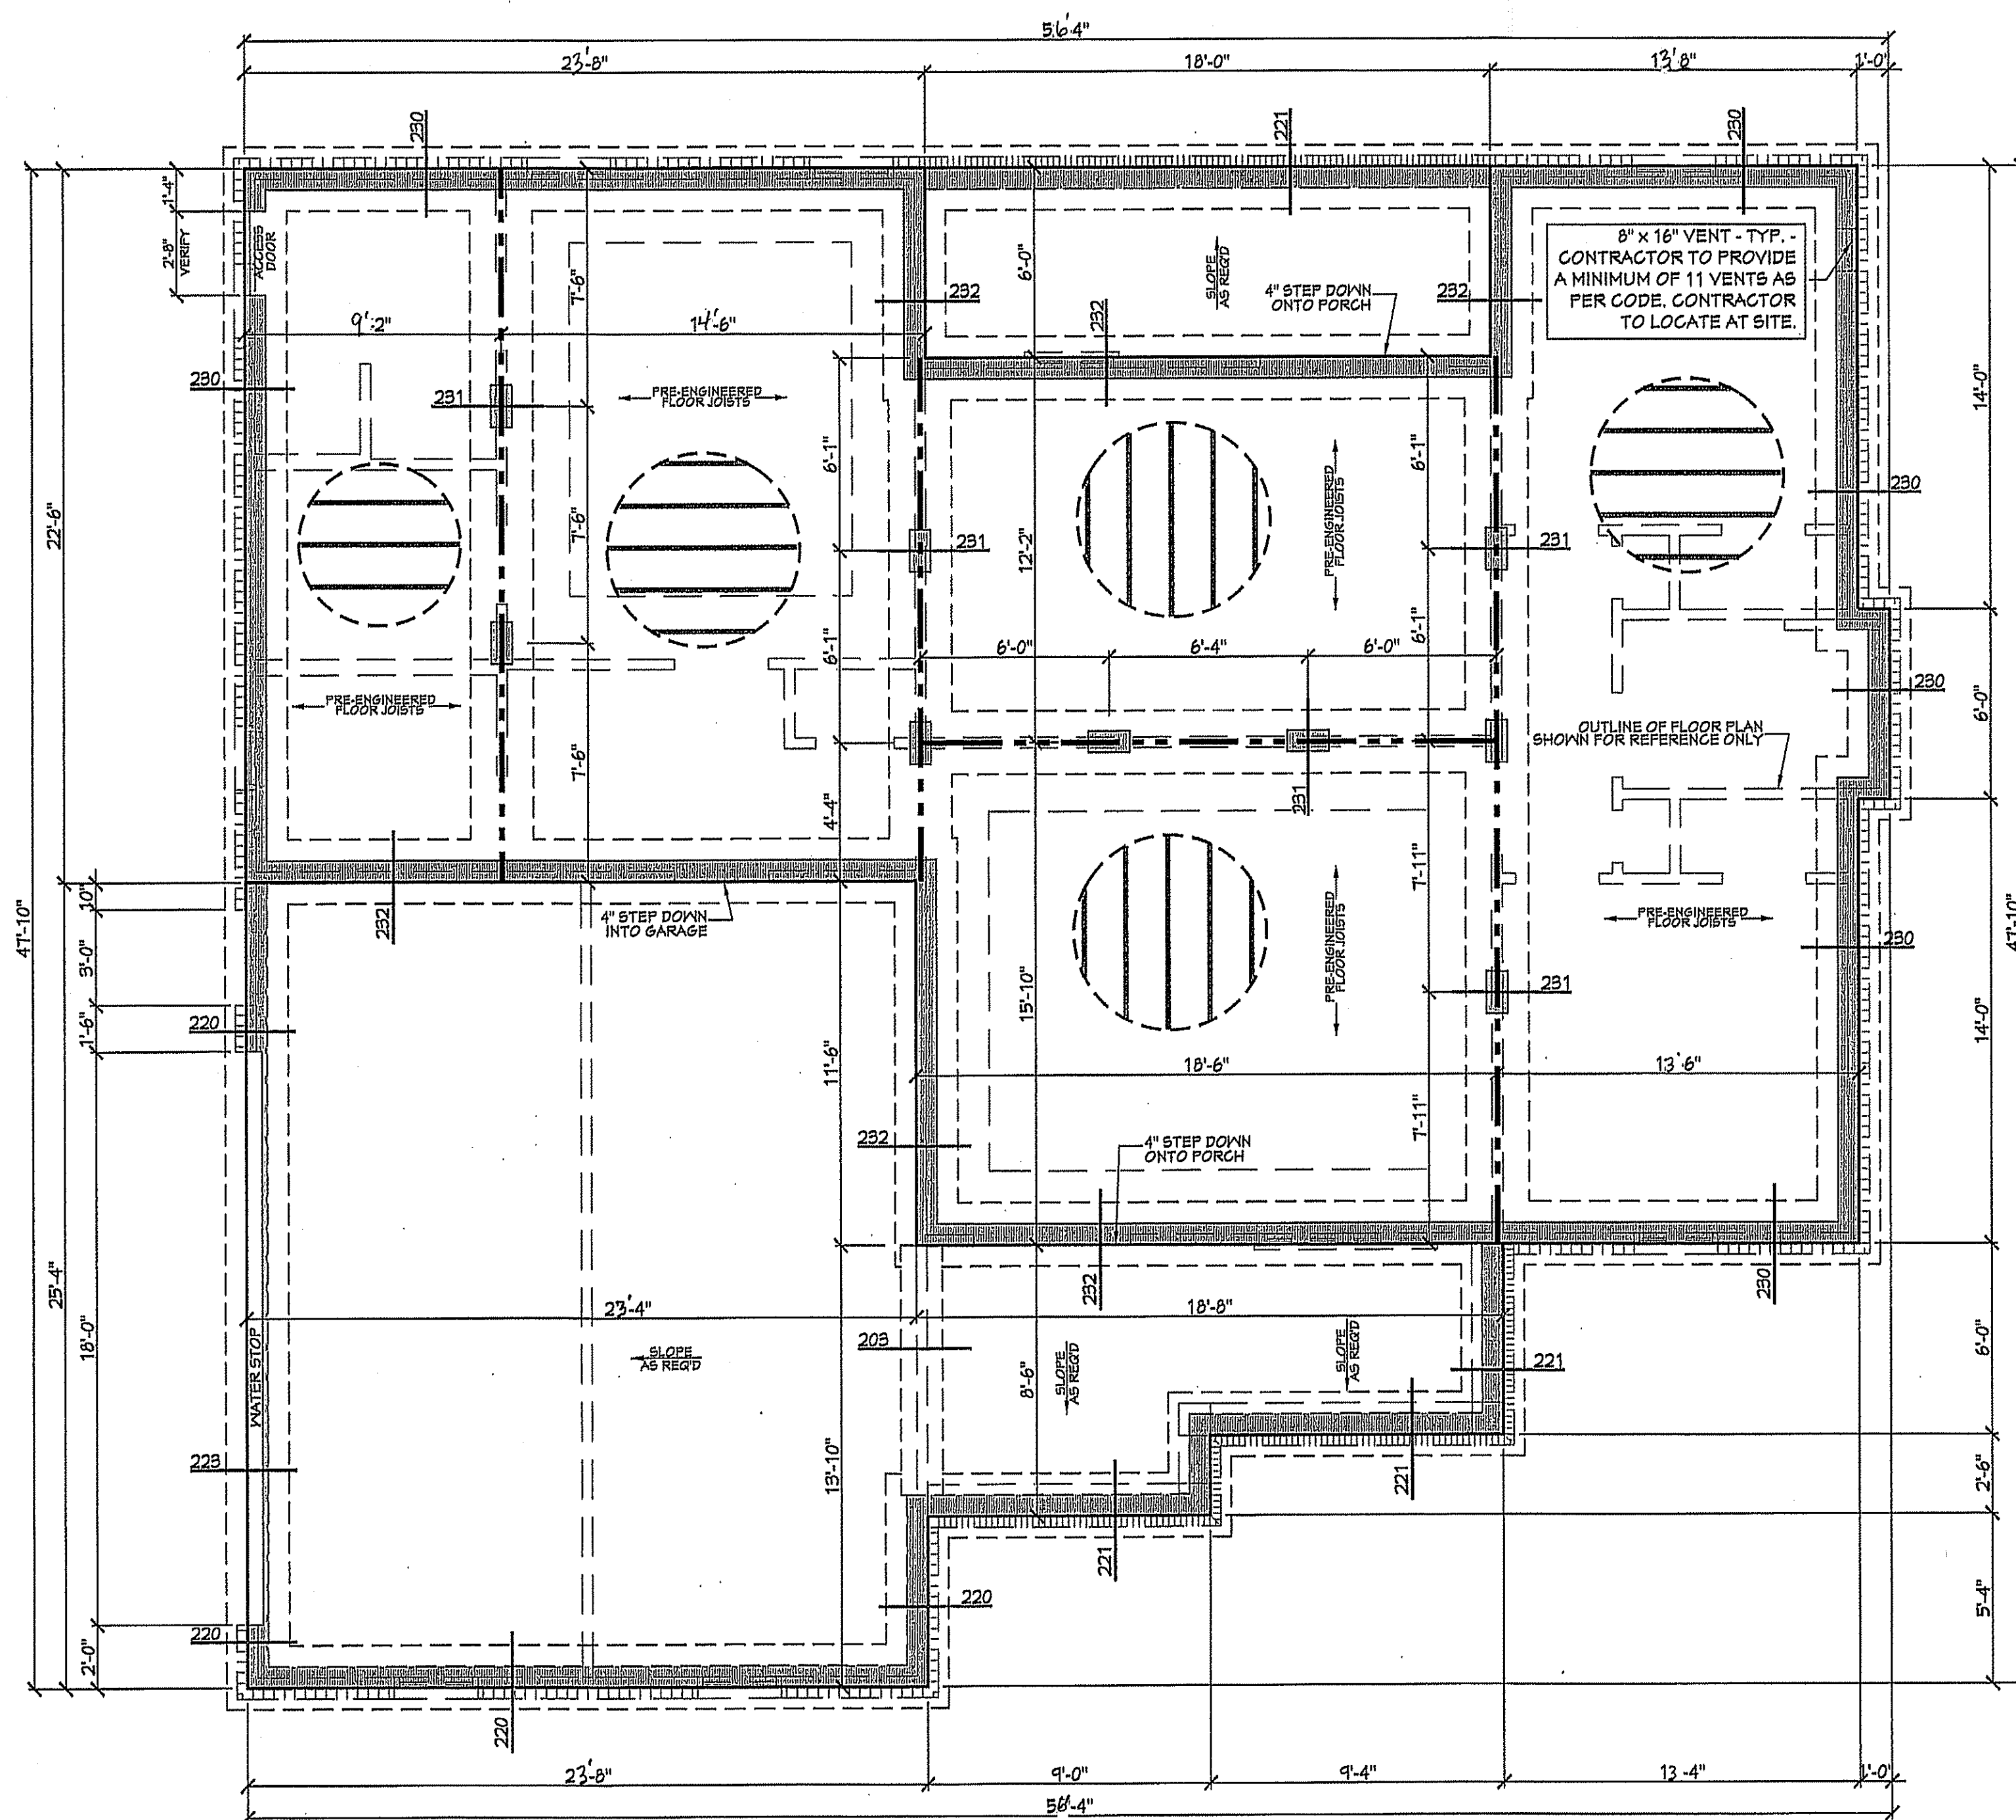 56'4"
23'-8"
18'-0"
13'8"
1'-0"
230
221
230
1'-4"
2'-8"
VERIFY
ACCESS
DOOR
7'-6"
6'-0"
SLOPE
AS REQ'D
232
4" STEP DOWN
ONTO PORCH
232
232
8" x 16" VENT - TYP. -
CONTRACTOR TO PROVIDE
A MINIMUM OF 11 VENTS AS
PER CODE. CONTRACTOR
TO LOCATE AT SITE.
9'-2"
14'-6"
14'-0"
230
231
PRE-ENGINEERED
FLOOR JOISTS
6'-1"
6'-1"
22'-6"
7'-6"
231
12'-2"
PRE-ENGINEERED
FLOOR JOISTS
231
230
6'-1"
6'-0"
6'-4"
6'-0"
6'-1"
230
PRE-ENGINEERED
FLOOR JOISTS
7'-6"
OUTLINE OF FLOOR PLAN
SHOWN FOR REFERENCE ONLY
6'-0"
231
4'-4"
7'-11"
232
4" STEP DOWN
INTO GARAGE
PRE-ENGINEERED
FLOOR JOISTS
PRE-ENGINEERED
FLOOR JOISTS
230
47'-10"
47'-10"
10"
3'-0"
1'-6"
220
15'-10"
231
14'-0"
11'-6"
18'-6"
13'6"
7'-11"
232
4" STEP DOWN
ONTO PORCH
232
230
25'-4"
18'-0"
WATER STOP
23'-4"
18'-8"
SLOPE
AS REQ'D
203
8'-6"
SLOPE
AS REQ'D
SLOPE
AS REQ'D
221
6'-0"
223
13'-10"
221
2'-6"
221
220
5'-4"
220
2'-0"
220
23'-8"
9'-0"
9'-4"
13-4"
1'-0"
56'-4"